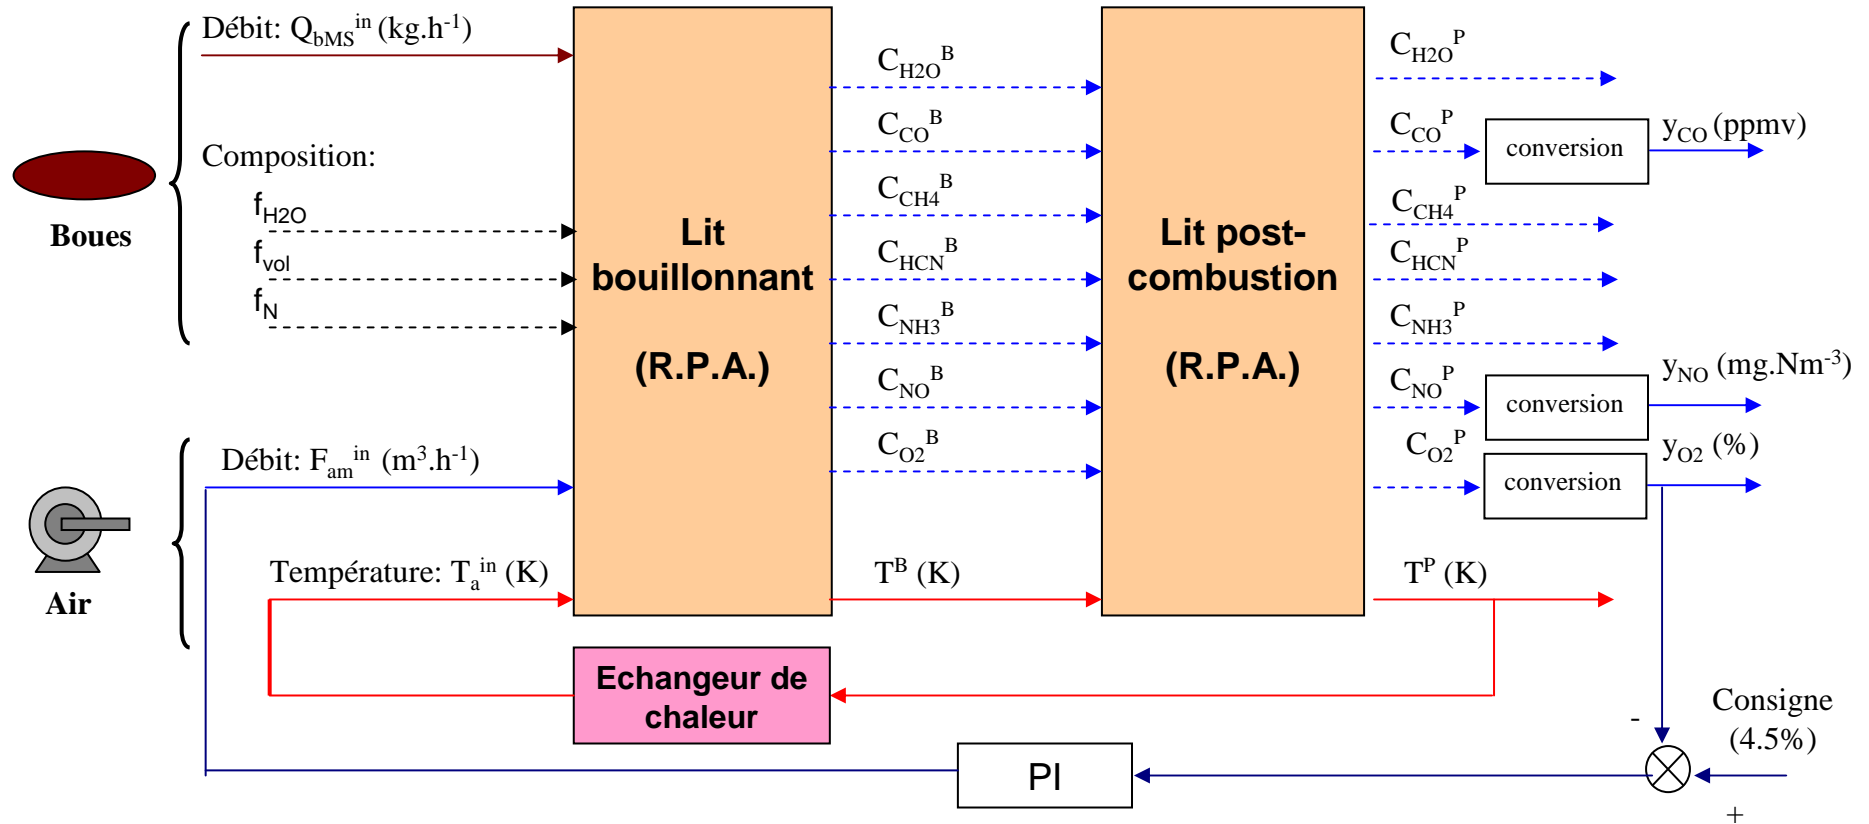 Débit: Q_bMS^in (kg.h^-1)
Composition:
f_H2O
f_vol
f_N
Boues
Débit: F_am^in (m^3.h^-1)
Température: T_a^in (K)
Air
Lit
bouillonnant
(R.P.A.)
C_H2O^B
C_CO^B
C_CH4^B
C_HCN^B
C_NH3^B
C_NO^B
C_O2^B
T^B (K)
Lit post-
combustion
(R.P.A.)
C_H2O^P
C_CO^P
C_CH4^P
C_HCN^P
C_NH3^P
C_NO^P
C_O2^P
T^P (K)
conversion
y_CO (ppmv)
conversion
y_NO (mg.Nm^-3)
conversion
y_O2 (%)
Echangeur de
chaleur
PI
-
Consigne
(4.5%)
+